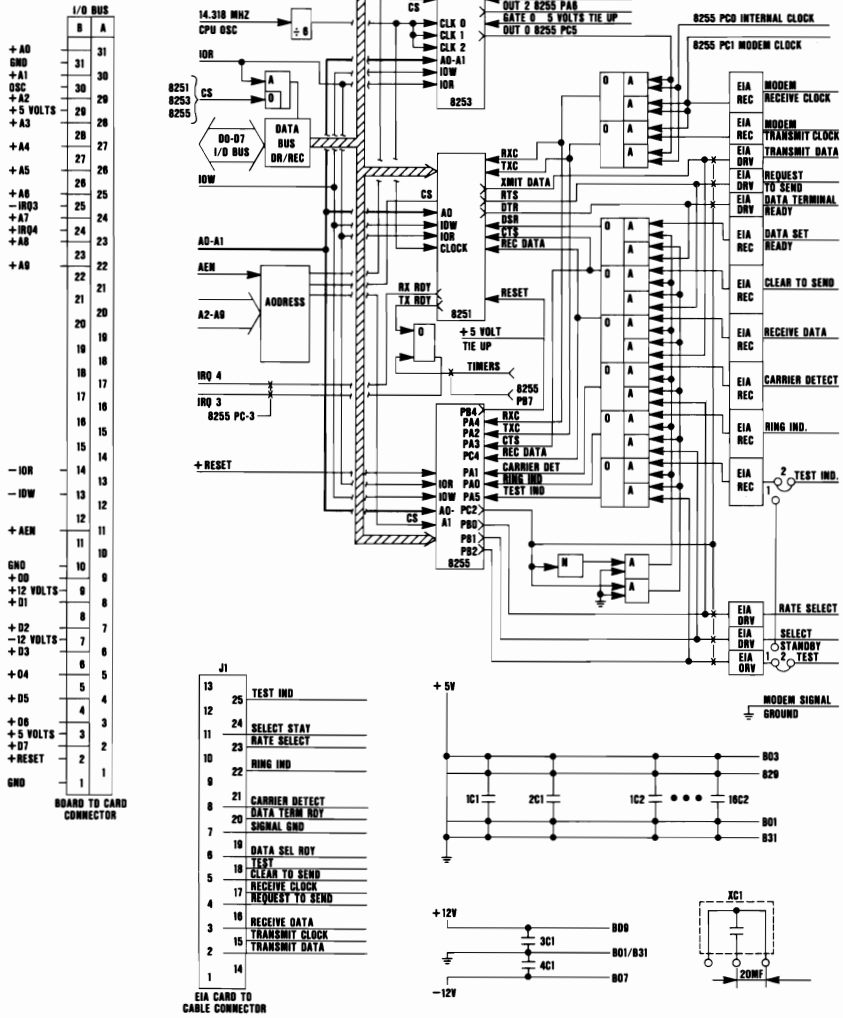 I/O BUS
B A
+ A0
GND
+ A1
OSC
+ A2
+ 5 VOLTS
+ A3
+ A4
+ A5
+ A6
- IRQ3
+ A7
+ IRQ4
+ A8
+ A9
- IOR
- IOW
+ AEN
GND
+ D0
+12 VOLTS
+ D1
+ D2
-12 VOLTS
+ D3
+ D4
+ D5
+ D6
+ 5 VOLTS
+ D7
+RESET
GND
31
30
29
28
27
26
25
24
23
22
21
20
19
18
17
16
15
14
13
12
11
10
9
8
7
6
5
4
3
2
1
31
30
29
28
27
26
25
24
23
22
21
20
19
18
17
16
15
14
13
12
11
10
9
8
7
6
5
4
3
2
1
BOARD TO CARD
CONNECTOR
14.318 MHZ
CPU OSC
÷ 6
IOR
8251
8253
8255
CS
A
O
D0-D7
I/O BUS
DATA
BUS
DR/REC
IOW
A0-A1
AEN
A2-A9
ADDRESS
IRQ 4
IRQ 3
8255 PC-3
+ RESET
CS
CLK 0
CLK 1
CLK 2
A0-A1
IOW
IOR
8253
OUT 2 8255 PA6
GATE 0 5 VOLTS TIE UP
OUT 0 8255 PC5
CS
A0
IOW
IOR
CLOCK
RX RDY
TX RDY
8251
RXC
TXC
XMIT DATA
RTS
DTR
DSR
CTS
REC DATA
RESET
O
+ 5 VOLT
TIE UP
TIMERS
8255
PB7
IOR
IOW
A0-
A1
CS
PB4
PA4
PA2
PA3
PC4
PA1
PA0
PA5
PC2
PB0
PB1
PB2
8255
RXC
TXC
CTS
REC DATA
CARRIER DET
RING IND
TEST IND
N
A
A
O A
A
O A
A
O A
A
O A
A
O A
A
O A
A
O A
A
O A
A
8255 PC0 INTERNAL CLOCK
8255 PC1 MODEM CLOCK
EIA
REC
MODEM
RECEIVE CLOCK
EIA
REC
MODEM
TRANSMIT CLOCK
EIA
DRV
TRANSMIT DATA
EIA
DRV
REQUEST
TO SEND
EIA
DRV
DATA TERMINAL
READY
EIA
REC
DATA SET
READY
EIA
REC
CLEAR TO SEND
EIA
REC
RECEIVE DATA
EIA
REC
CARRIER DETECT
EIA
REC
RING IND.
EIA
REC
2
TEST IND.
1
EIA
DRV
RATE SELECT
EIA
DRV
SELECT
STANDBY
EIA
DRV
1 2 TEST
MODEM SIGNAL
GROUND
J1
13
25 TEST IND
12
24
11 SELECT STAY
23 RATE SELECT
10
22 RING IND
9
21
8 CARRIER DETECT
20 DATA TERM RDY
7 SIGNAL GND
19
6 DATA SEL RDY
18 TEST
5 CLEAR TO SEND
17 RECEIVE CLOCK
4 REQUEST TO SEND
16
3 RECEIVE DATA
15 TRANSMIT CLOCK
2 TRANSMIT DATA
14
1
EIA CARD TO
CABLE CONNECTOR
+ 5V
B03
B29
1C1
2C1
1C2
16C2
B01
B31
+ 12V
B09
3C1
B01/B31
4C1
B07
-12V
XC1
20MF